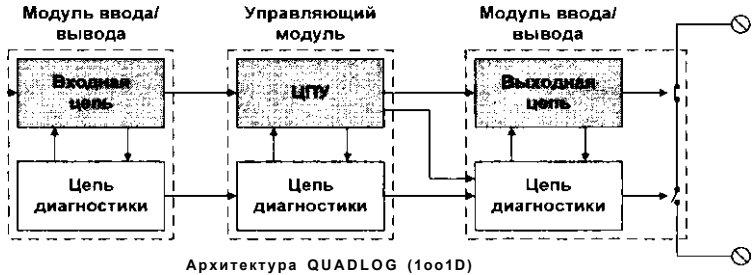 Модуль ввода/
вывода
Управляющий
модуль
Модуль ввода/
вывода
Входная
цепь
ЦПУ
Выходная
цепь
Цепь
диагностики
Цепь
диагностики
Цепь
диагностики
Архитектура QUADLOG (1oo1D)